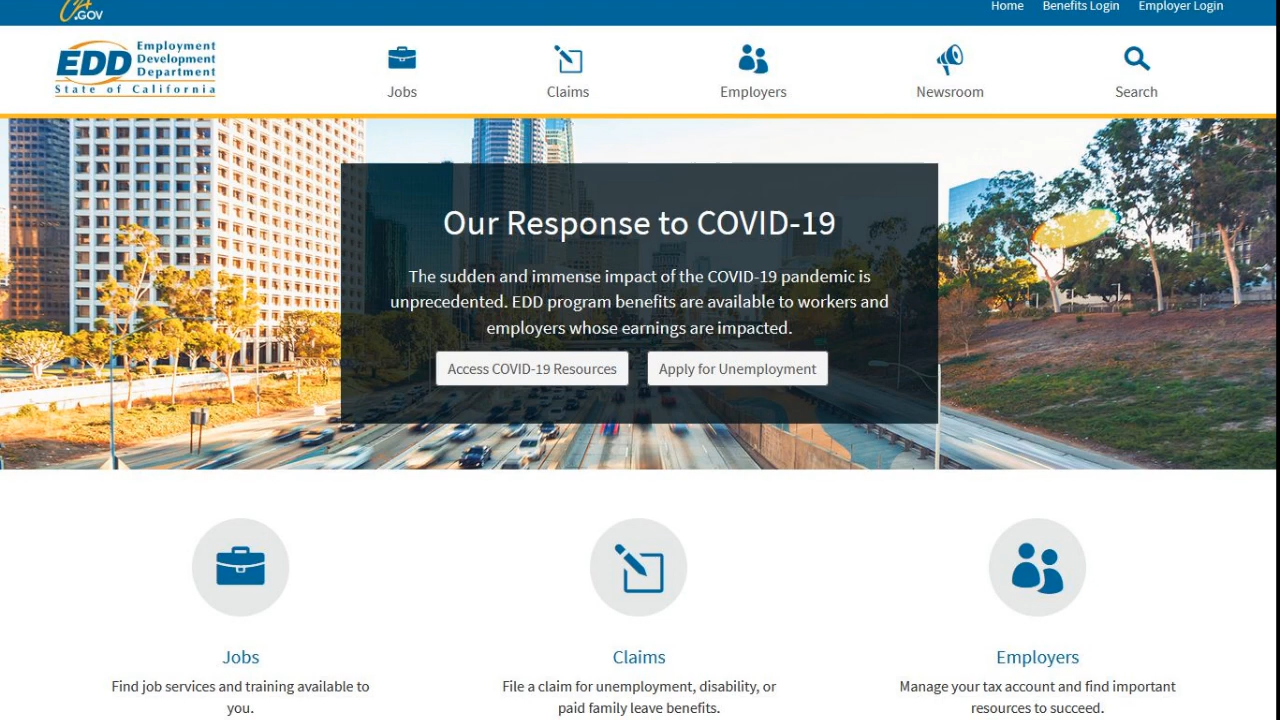 CA.GOV
Home Benefits Login Employer Login
EDD Employment
Development
Department
State of California
Jobs Claims Employers Newsroom Search
Our Response to COVID-19
The sudden and immense impact of the COVID-19 pandemic is
unprecedented. EDD program benefits are available to workers and
employers whose earnings are impacted.
Access COVID-19 Resources Apply for Unemployment
Jobs
Find job services and training available to
you.
Claims
File a claim for unemployment, disability, or
paid family leave benefits.
Employers
Manage your tax account and find important
resources to succeed.